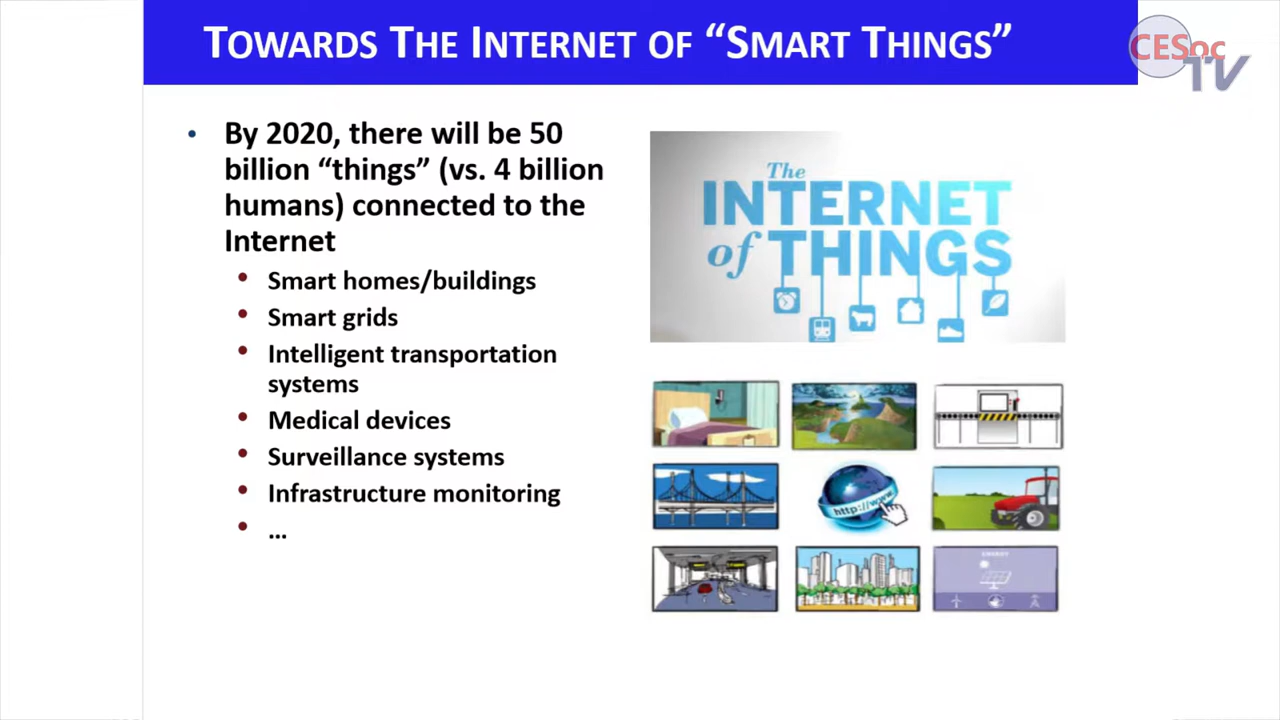 TOWARDS THE INTERNET OF “SMART THINGS”
CESoc
TV
• By 2020, there will be 50
billion “things” (vs. 4 billion
humans) connected to the
Internet
• Smart homes/buildings
• Smart grids
• Intelligent transportation
systems
• Medical devices
• Surveillance systems
• Infrastructure monitoring
• ...
The
INTERNET
of THINGS
http://www.
ENERGY